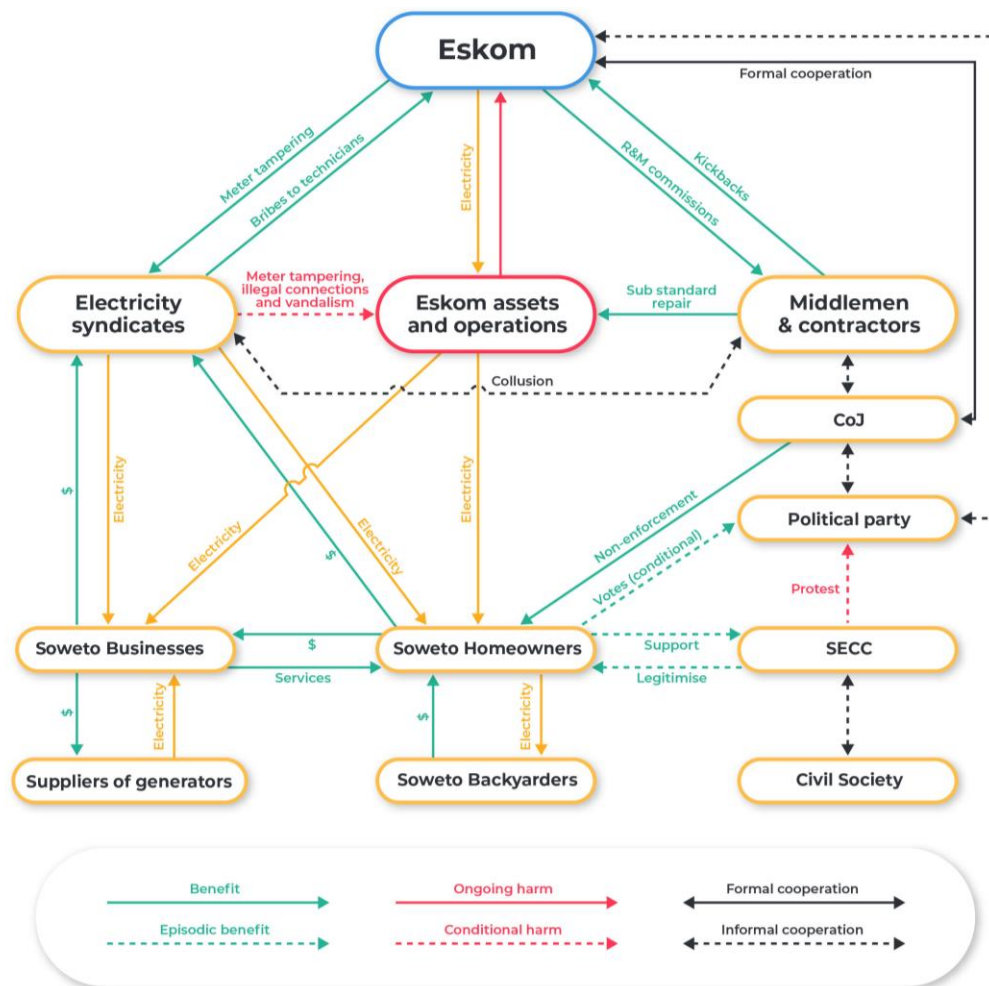 Eskom
Formal cooperation
Meter tampering
Bribes to technicians
Electricity
R&M commissions
Kickbacks
Electricity
syndicates
Meter tampering,
illegal connections
and vandalism
Eskom assets
and operations
Sub standard
repair
Middlemen
& contractors
Collusion
CoJ
$
Electricity
Electricity
$
Electricity
Electricity
Non-enforcement
Votes (conditional)
Political party
Protest
Soweto Businesses
$
Services
Soweto Homeowners
Support
Legitimise
SECC
$
Electricity
$
Electricity
Suppliers of generators
Soweto Backyarders
Civil Society
Benefit
Ongoing harm
Formal cooperation
Episodic benefit
Conditional harm
Informal cooperation